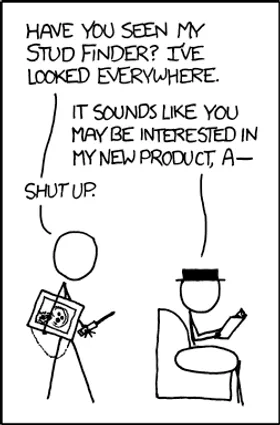 HAVE YOU SEEN MY
STUD FINDER? I'VE
LOOKED EVERYWHERE.
IT SOUNDS LIKE YOU
MAY BE INTERESTED IN
MY NEW PRODUCT, A—
SHUT UP.